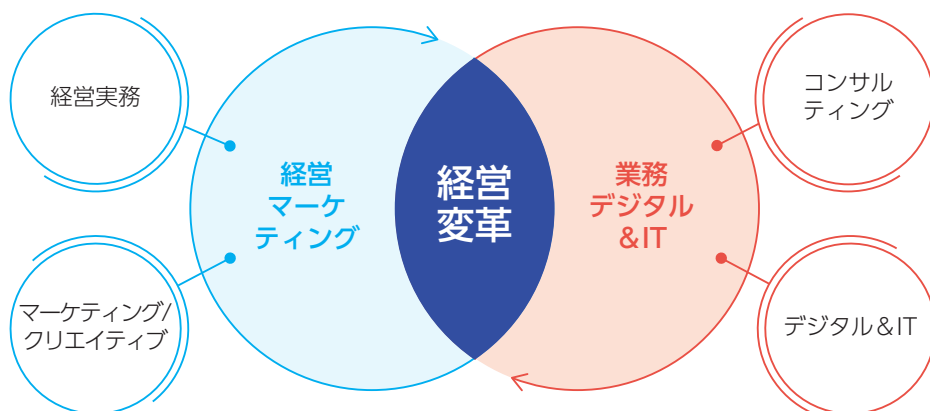 経営実務
マーケティング/
クリエイティブ
経営
マーケ
ティング
経営
変革
業務
デジタル
&IT
コンサル
ティング
デジタル&IT